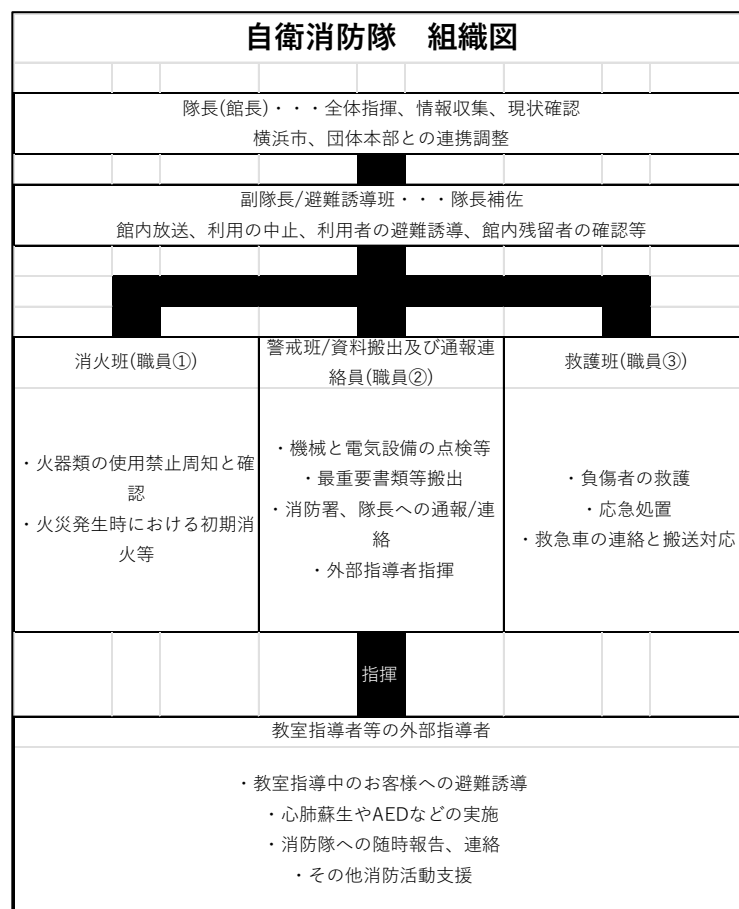 自衛消防隊　組織図
隊長(館長)・・・全体指揮、情報収集、現状確認
横浜市、団体本部との連携調整
副隊長/避難誘導班・・・隊長補佐
館内放送、利用の中止、利用者の避難誘導、館内残留者の確認等
消火班(職員①)
・火器類の使用禁止周知と確
認
・火災発生時における初期消
火等
警戒班/資料搬出及び通報連
絡員(職員②)
・機械と電気設備の点検等
・最重要書類等搬出
・消防署、隊長への通報/連
絡
・外部指導者指揮
救護班(職員③)
・負傷者の救護
・応急処置
・救急車の連絡と搬送対応
指揮
教室指導者等の外部指導者
・教室指導中のお客様への避難誘導
・心肺蘇生やAEDなどの実施
・消防隊への随時報告、連絡
・その他消防活動支援